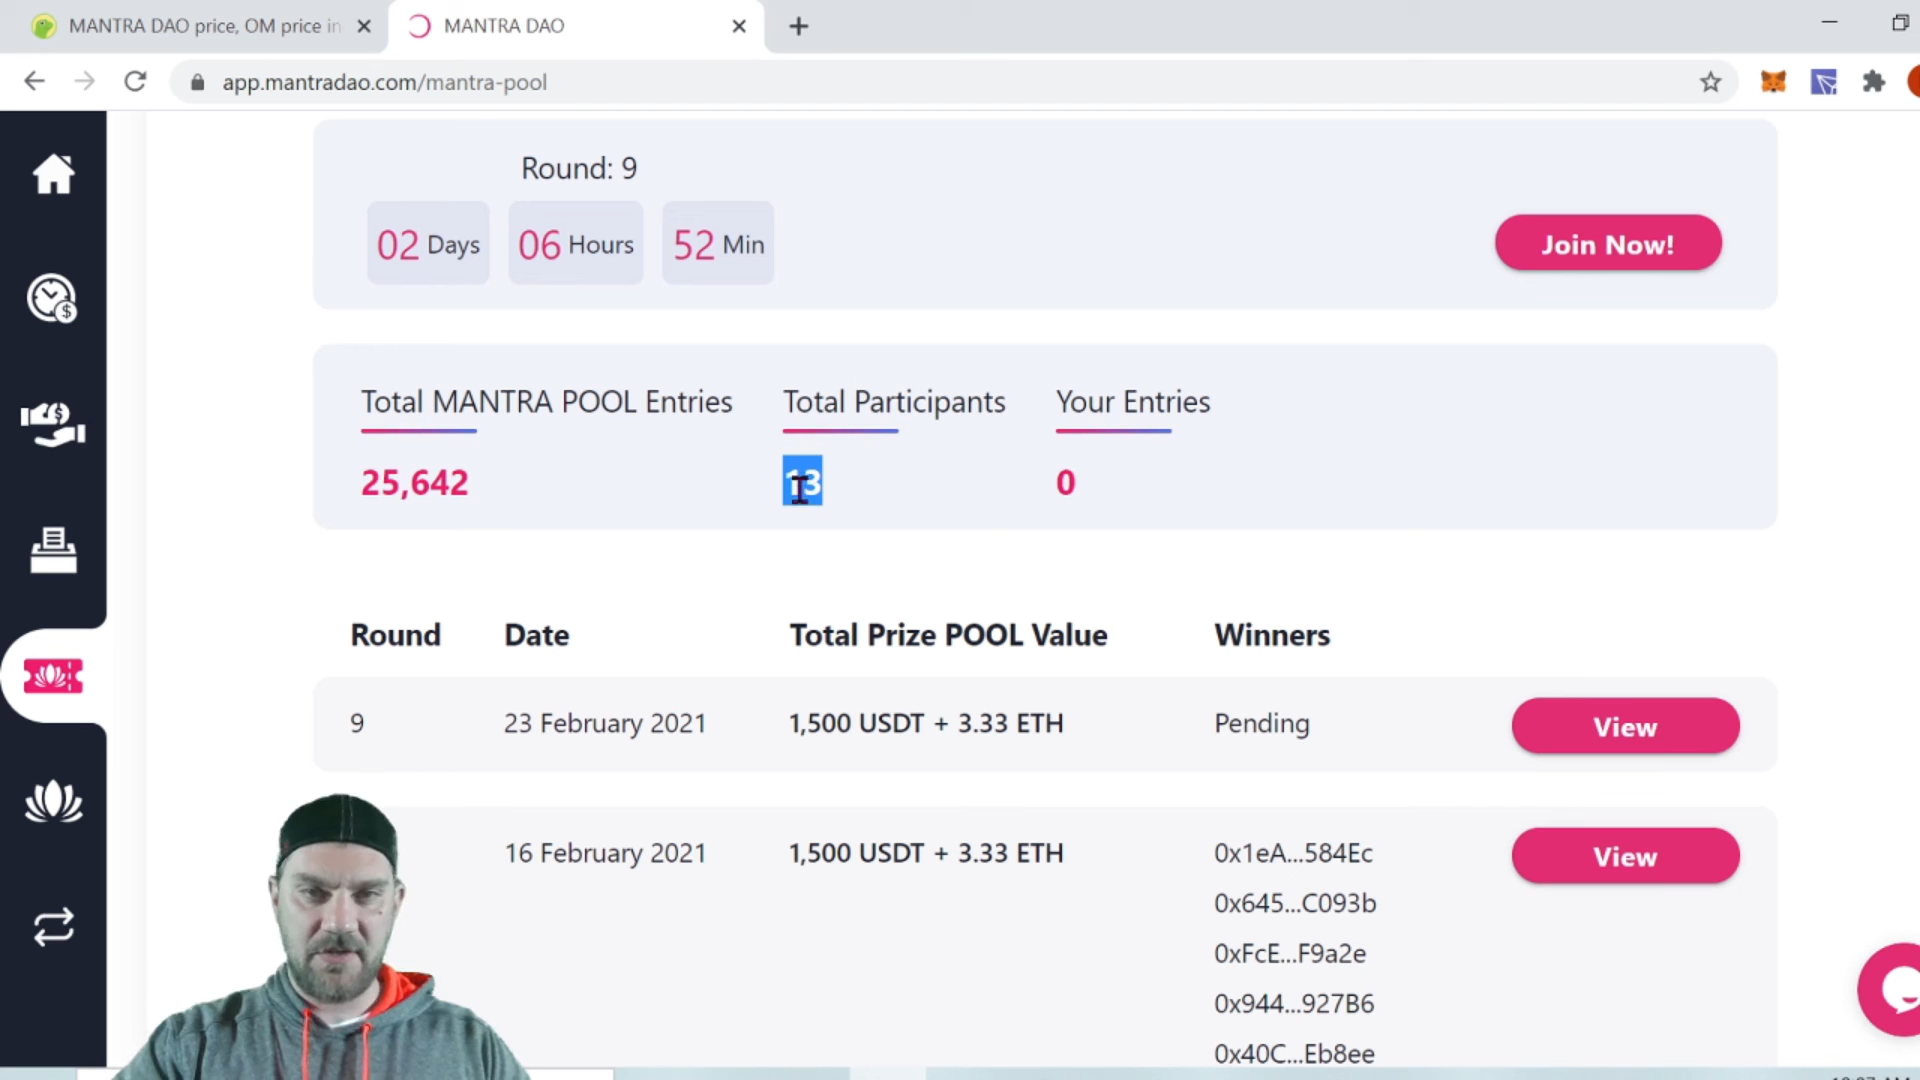 MANTRA DAO price, OM price in
MANTRA DAO
app.mantradao.com/mantra-pool
Round: 9
02 Days 06 Hours 52 Min
Join Now!
Total MANTRA POOL Entries Total Participants Your Entries
25,642 13 0
Round Date Total Prize POOL Value Winners
9 23 February 2021 1,500 USDT + 3.33 ETH Pending View
16 February 2021 1,500 USDT + 3.33 ETH 0x1eA...584Ec View
0x645...C093b
0xFcE...F9a2e
0x944...927B6
0x40C...Eb8ee